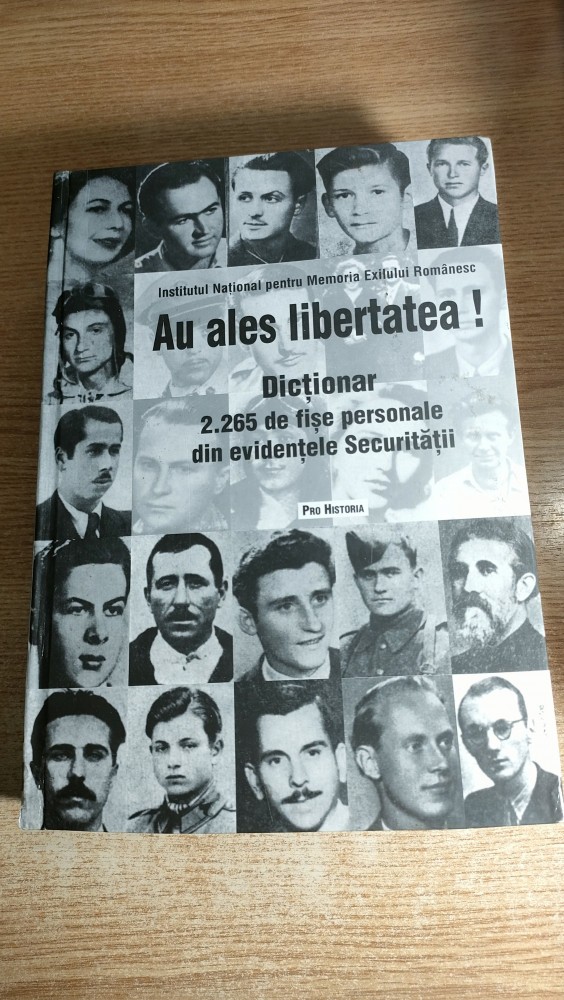 Institutul Național pentru Memoria Exilului Românesc
Au ales libertatea !
Dicționar
2.265 de fișe personale
din evidențele Securității
PRO HISTORIA